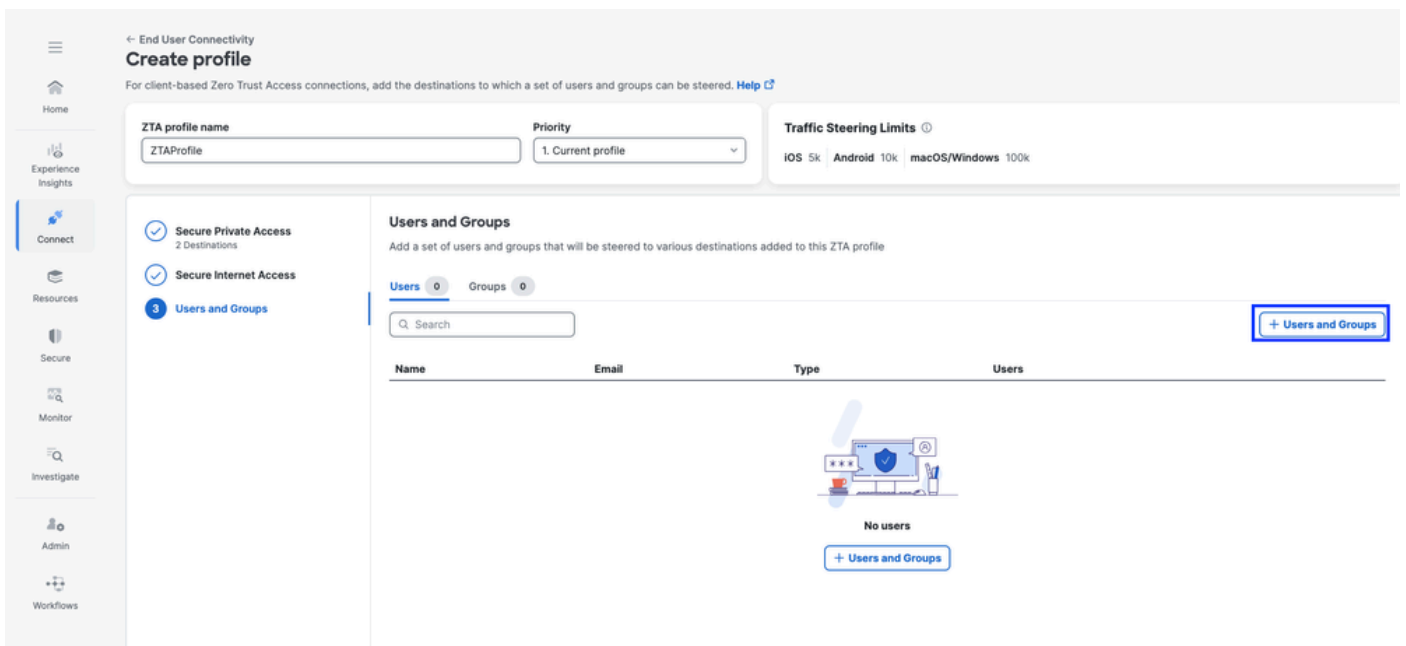 ← End User Connectivity
Create profile
For client-based Zero Trust Access connections, add the destinations to which a set of users and groups can be steered. Help
Home
Experience
Insights
Connect
Resources
Secure
Monitor
Investigate
Admin
Workflows
ZTA profile name
ZTAProfile
Priority
1. Current profile
Traffic Steering Limits
iOS 5k Android 10k macOS/Windows 100k
Secure Private Access
2 Destinations
Secure Internet Access
3 Users and Groups
Users and Groups
Add a set of users and groups that will be steered to various destinations added to this ZTA profile
Users 0 Groups 0
Search
+ Users and Groups
Name Email Type Users
***
No users
+ Users and Groups